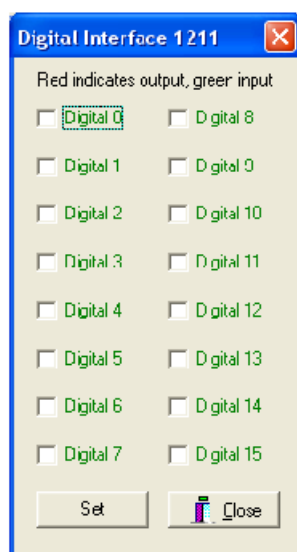 Digital Interface 1211
Red indicates output, green input
Digital 0 Digital 8
Digital 1 Digital 9
Digital 2 Digital 10
Digital 3 Digital 11
Digital 4 Digital 12
Digital 5 Digital 13
Digital 6 Digital 14
Digital 7 Digital 15
Set Close